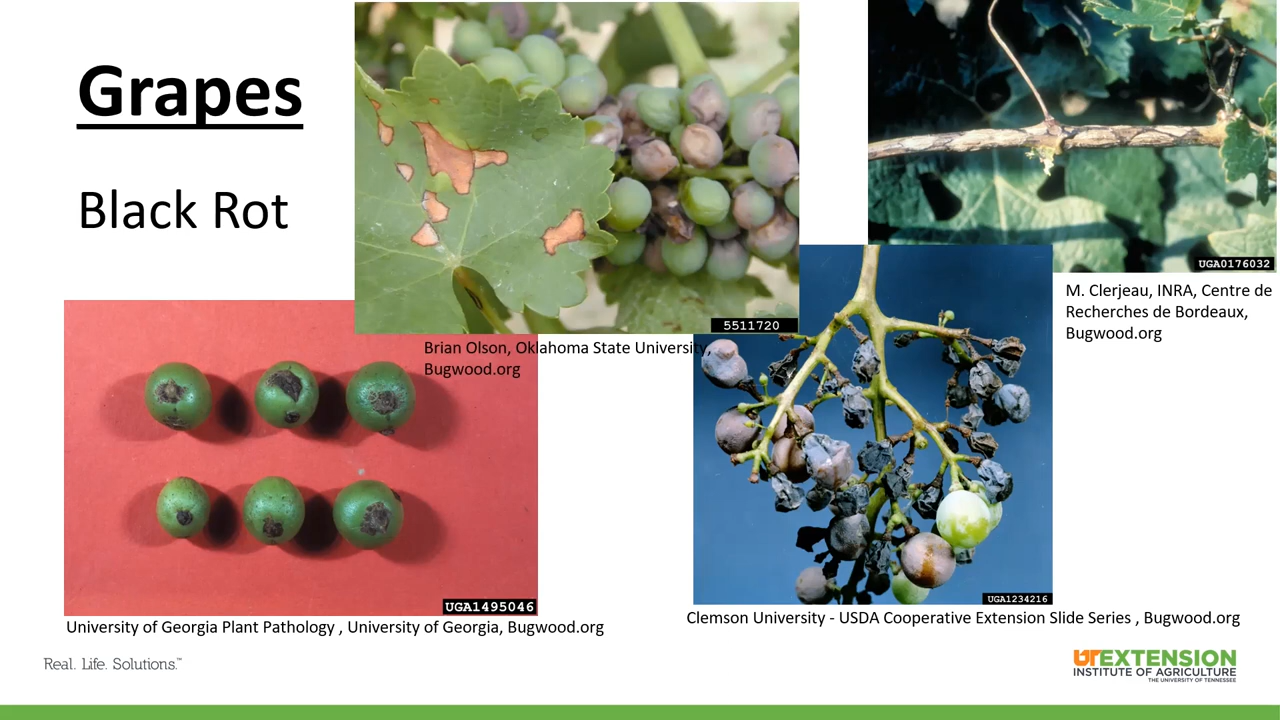 Grapes
Black Rot
5511720
Brian Olson, Oklahoma State University,
Bugwood.org
UGA0176032
M. Clerjeau, INRA, Centre de
Recherches de Bordeaux,
Bugwood.org
UGA1495046
University of Georgia Plant Pathology , University of Georgia, Bugwood.org
UGA1234216
Clemson University - USDA Cooperative Extension Slide Series , Bugwood.org
Real. Life. Solutions.™
UTEXTENSION
INSTITUTE OF AGRICULTURE
THE UNIVERSITY OF TENNESSEE